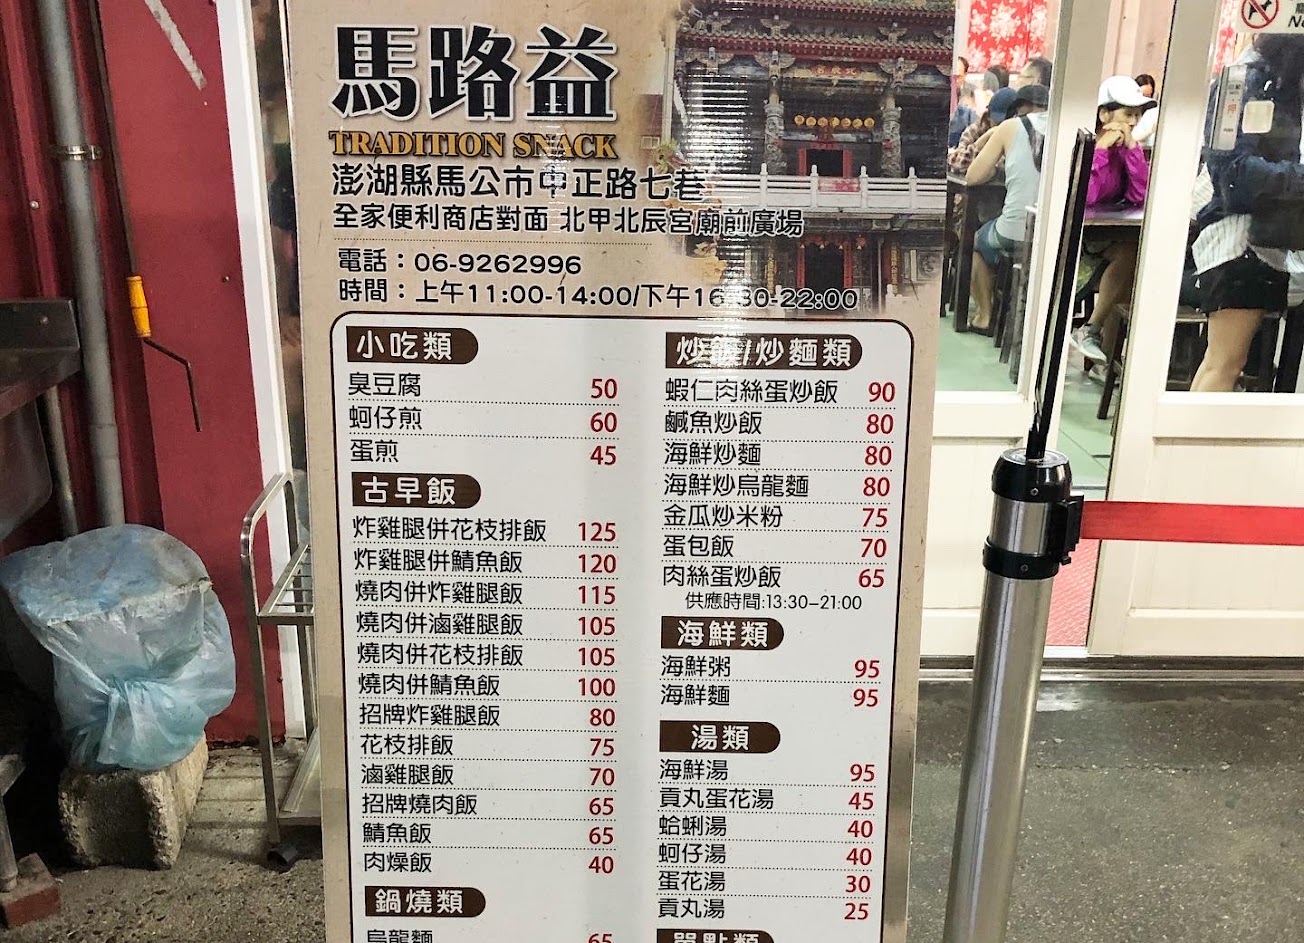 馬路益
TRADITION SNACK
澎湖縣馬公市中正路七巷
全家便利商店對面 北甲北辰宮廟前廣場
電話：06-9262996
時間：上午11:00-14:00/下午16:30-22:00
小吃類
臭豆腐 50
蚵仔煎 60
蛋煎 45
古早飯
炸雞腿併花枝排飯 125
炸雞腿併鯖魚飯 120
燒肉併炸雞腿飯 115
燒肉併滷雞腿飯 105
燒肉併花枝排飯 105
燒肉併鯖魚飯 100
招牌炸雞腿飯 80
花枝排飯 75
滷雞腿飯 70
招牌燒肉飯 65
鯖魚飯 65
肉燥飯 40
鍋燒類
烏龍麵 65
炒飯/炒麵類
蝦仁肉絲蛋炒飯 90
鹹魚炒飯 80
海鮮炒麵 80
海鮮炒烏龍麵 80
金瓜炒米粉 75
蛋包飯 70
肉絲蛋炒飯 65
供應時間:13:30-21:00
海鮮類
海鮮粥 95
海鮮麵 95
湯類
海鮮湯 95
貢丸蛋花湯 45
蛤蜊湯 40
蚵仔湯 40
蛋花湯 30
貢丸湯 25
單點類